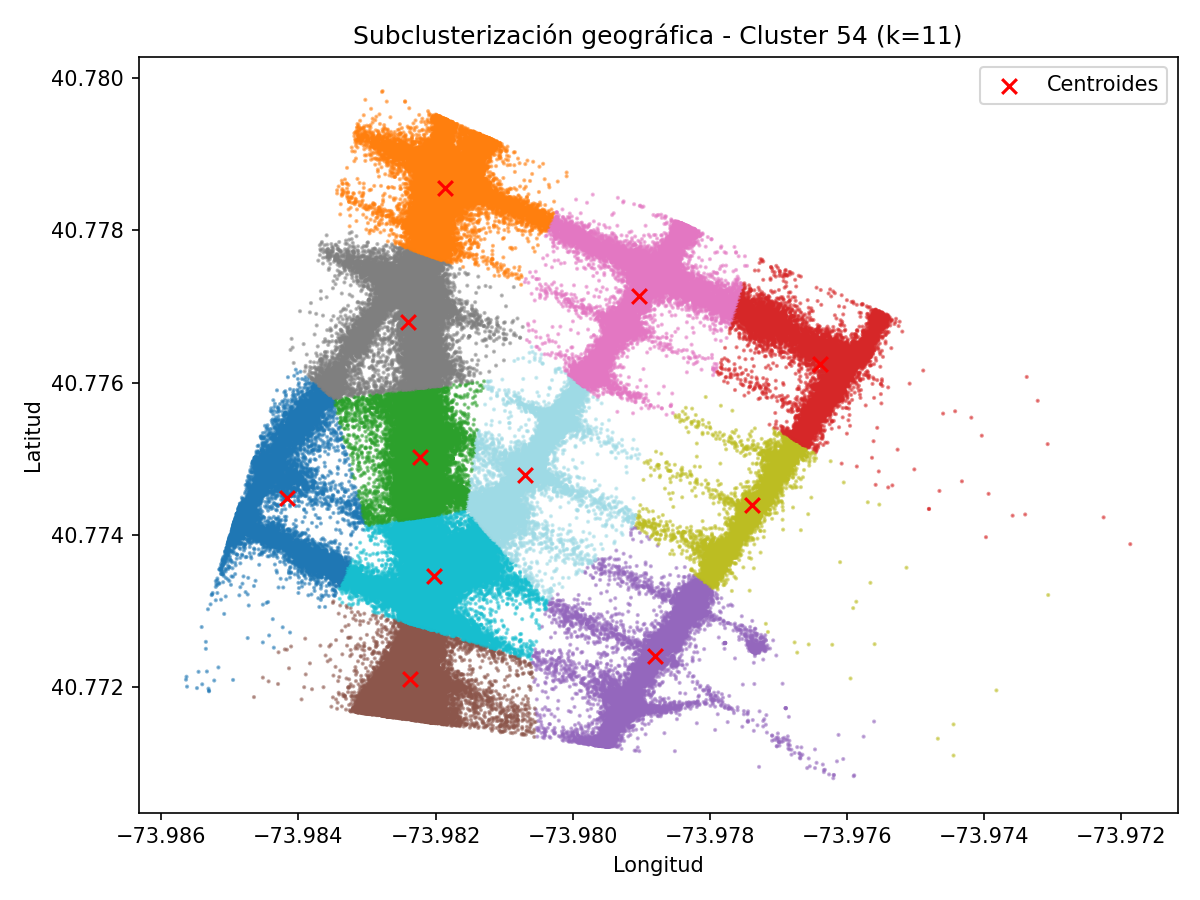 Subclusterización geográfica - Cluster 54 (k=11)
Centroides
40.780
40.778
40.776
40.774
40.772
Latitud
−73.986 −73.984 −73.982 −73.980 −73.978 −73.976 −73.974 −73.972
Longitud